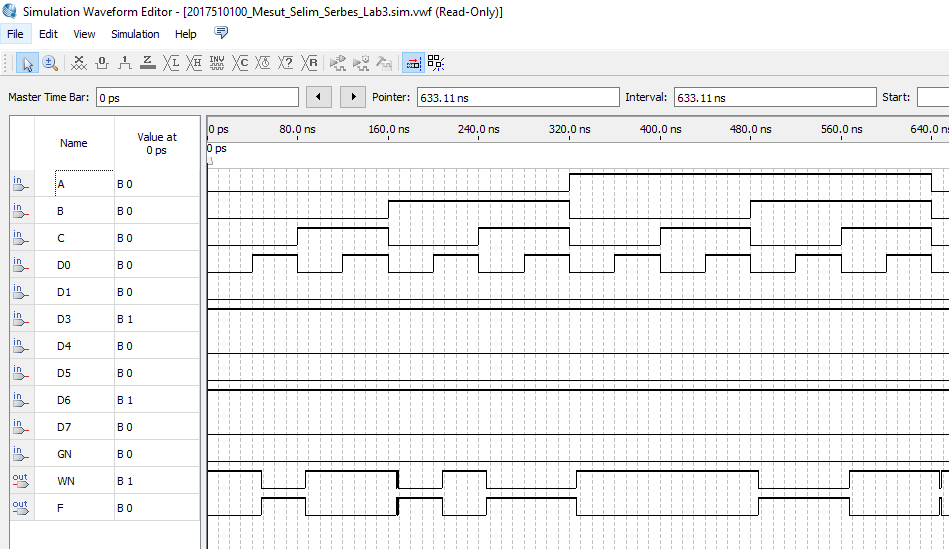 Simulation Waveform Editor - [2017510100_Mesut_Selim_Serbes_Lab3.sim.vwf (Read-Only)]
File Edit View Simulation Help
Master Time Bar: 0 ps Pointer: 633.11 ns Interval: 633.11 ns Start:
Name Value at 0 ps
0 ps 80.0 ns 160.0 ns 240.0 ns 320.0 ns 400.0 ns 480.0 ns 560.0 ns 640.0 ns
0 ps
in A B 0
in B B 0
in C B 0
in D0 B 0
in D1 B 0
in D3 B 1
in D4 B 0
in D5 B 0
in D6 B 1
in D7 B 0
in GN B 0
out WN B 1
out F B 0